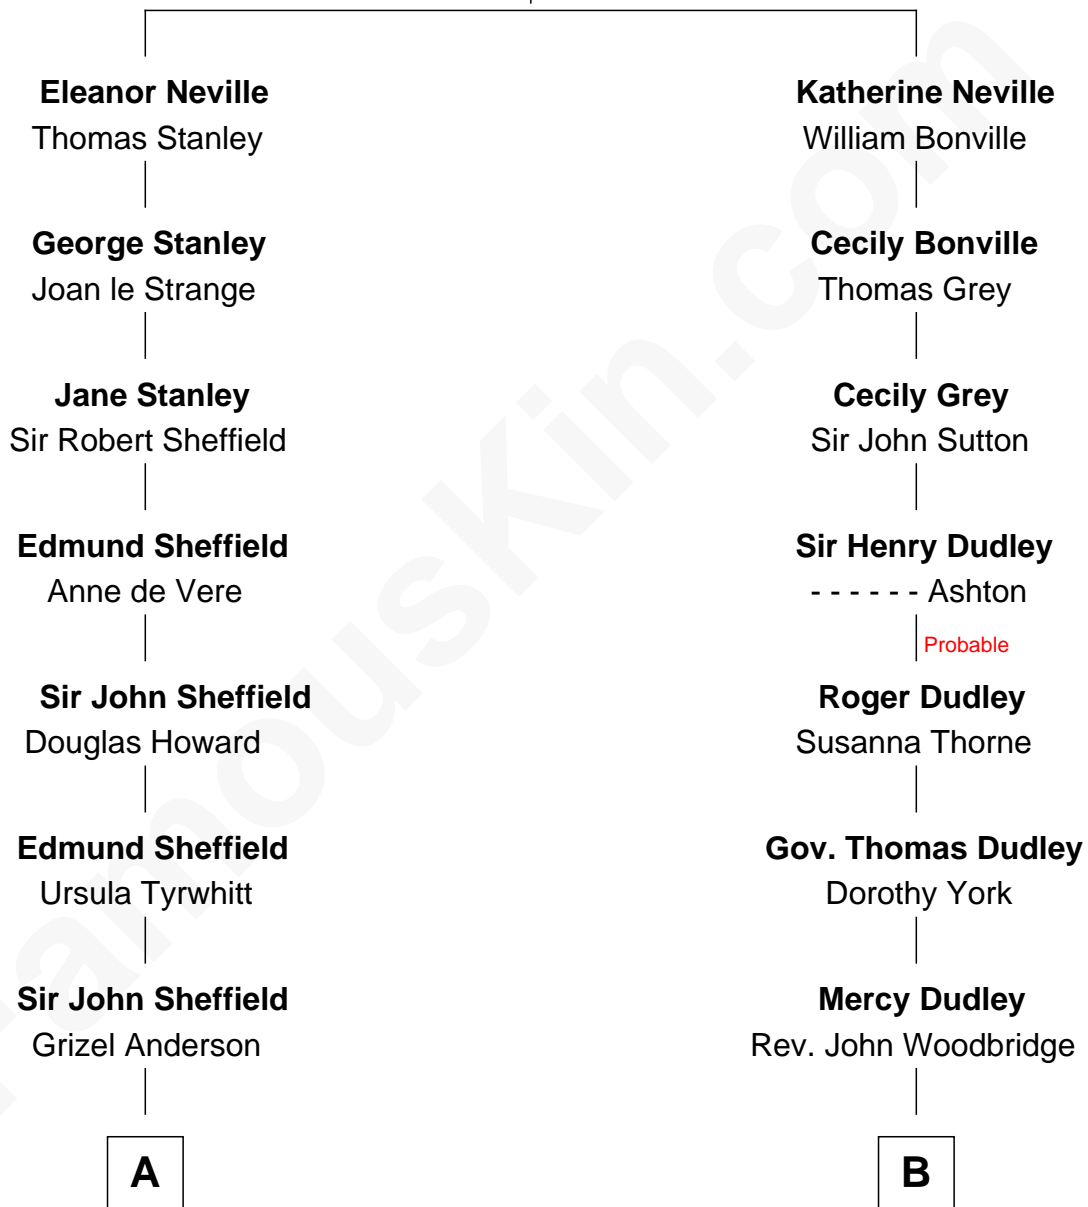 Eleanor Neville
Thomas Stanley
George Stanley
Joan le Strange
Jane Stanley
Sir Robert Sheffield
Edmund Sheffield
Anne de Vere
Sir John Sheffield
Douglas Howard
Edmund Sheffield
Ursula Tyrwhitt
Sir John Sheffield
Grizel Anderson
A
Katherine Neville
William Bonville
Cecily Bonville
Thomas Grey
Cecily Grey
Sir John Sutton
Sir Henry Dudley
- - - - - - Ashton
Probable
Roger Dudley
Susanna Thorne
Gov. Thomas Dudley
Dorothy York
Mercy Dudley
Rev. John Woodbridge
B
FamousKin.com